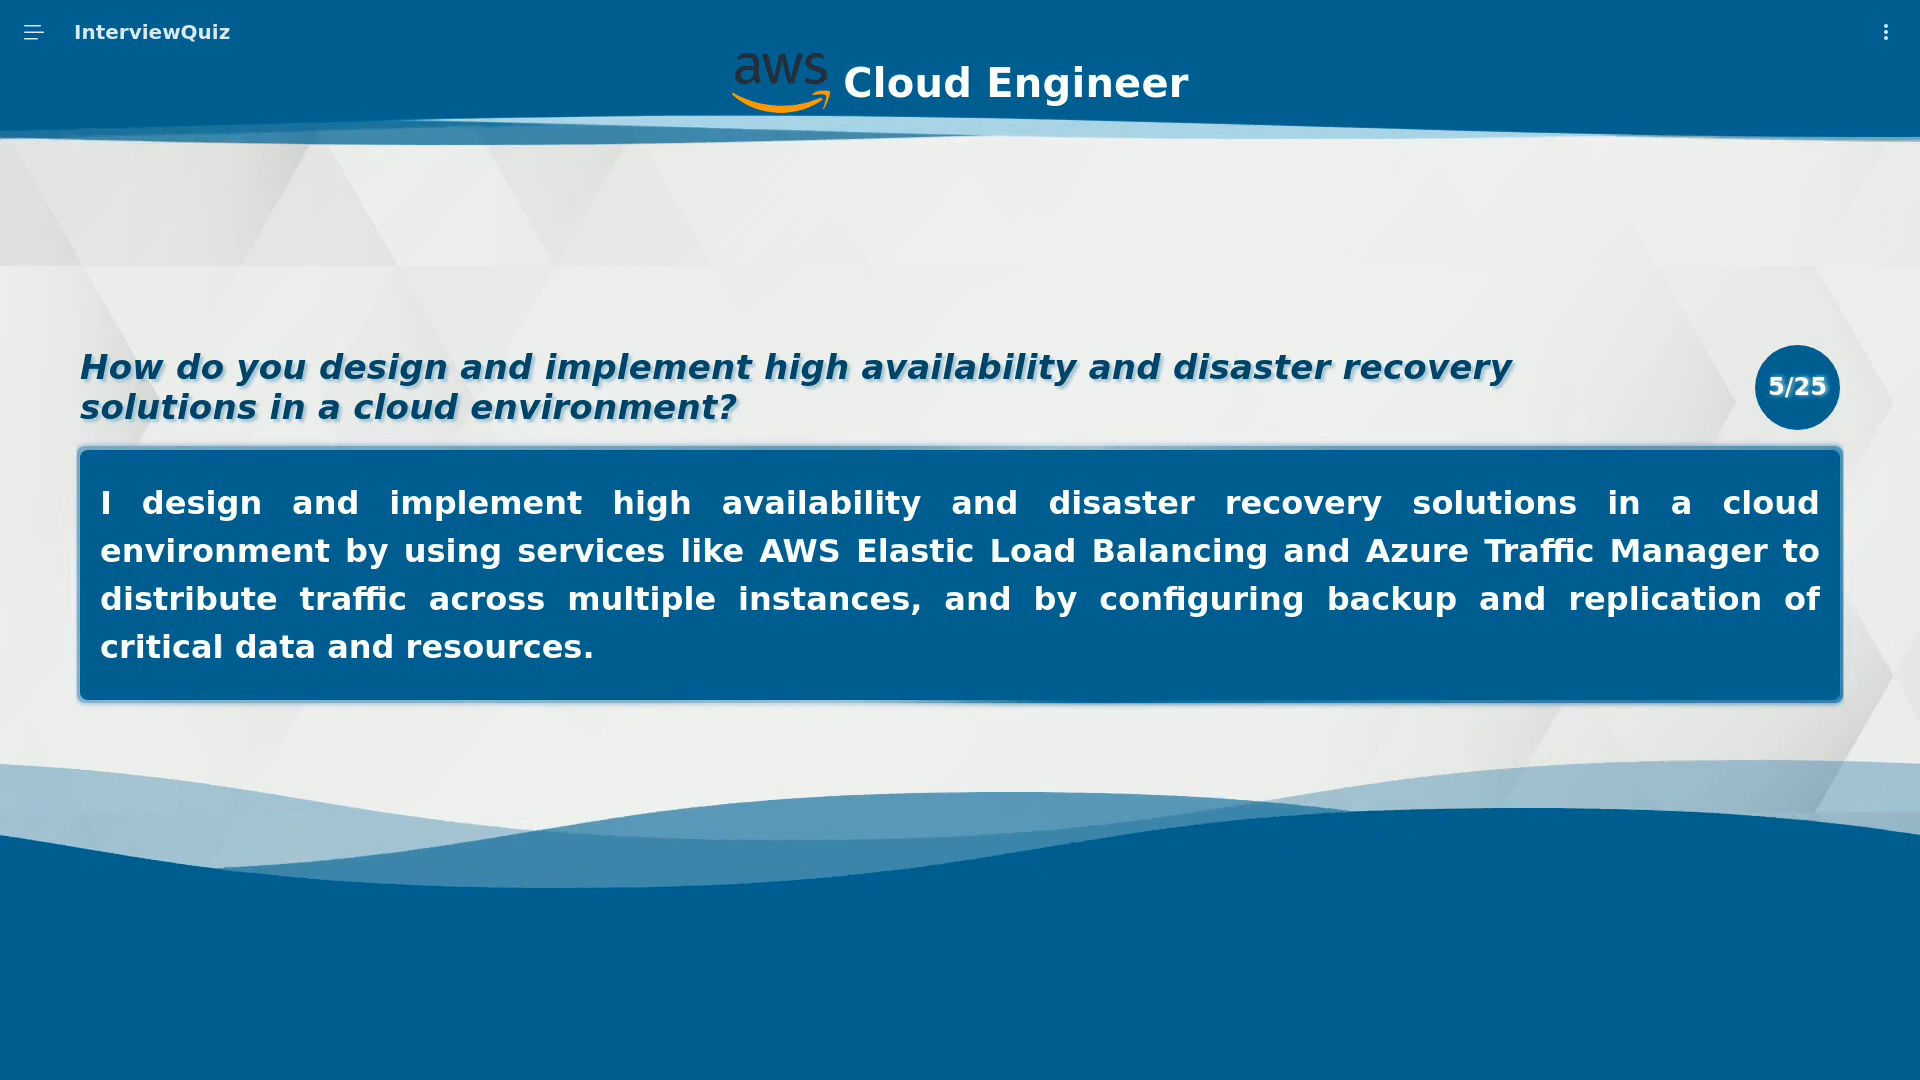 InterviewQuiz
aws Cloud Engineer
How do you design and implement high availability and disaster recovery
solutions in a cloud environment?
5/25
I design and implement high availability and disaster recovery solutions in a cloud
environment by using services like AWS Elastic Load Balancing and Azure Traffic Manager to
distribute traffic across multiple instances, and by configuring backup and replication of
critical data and resources.